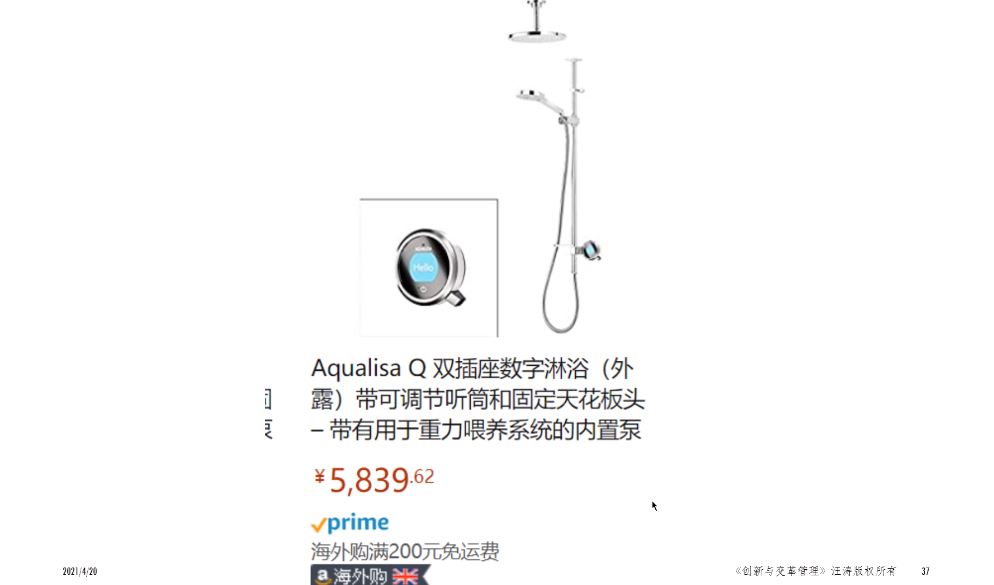 Hello
Aqualisa Q 双插座数字淋浴（外
露）带可调节听筒和固定天花板头
– 带有用于重力喂养系统的内置泵
¥5,839.62
prime
海外购满200元免运费
a 海外购
2021/4/20
《创新与变革管理》汪涛版权所有
37